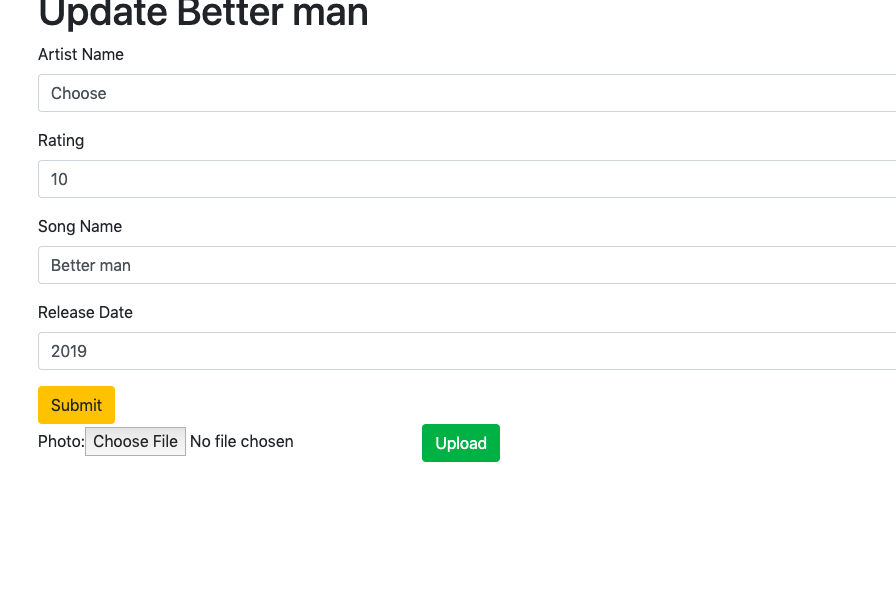 Update Better man
Artist Name
Choose
Rating
10
Song Name
Better man
Release Date
2019
Submit
Photo: Choose File No file chosen Upload